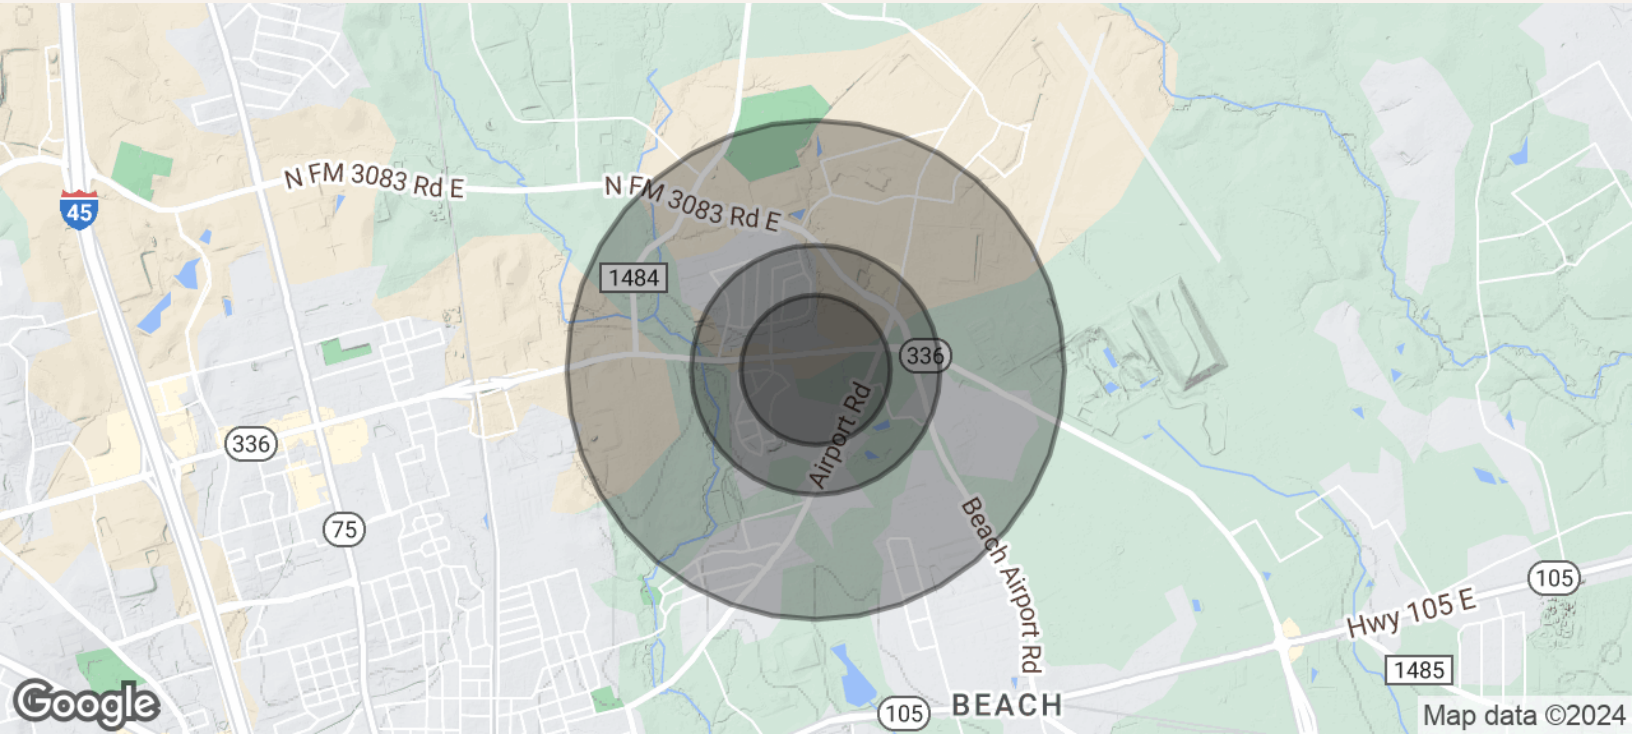 N FM 3083 Rd E
N FM 3083 Rd E
45
1484
336
336
Airport Rd
75
Beach Airport Rd
105
Hwy 105 E
1485
Google
105
BEACH
Map data ©2024